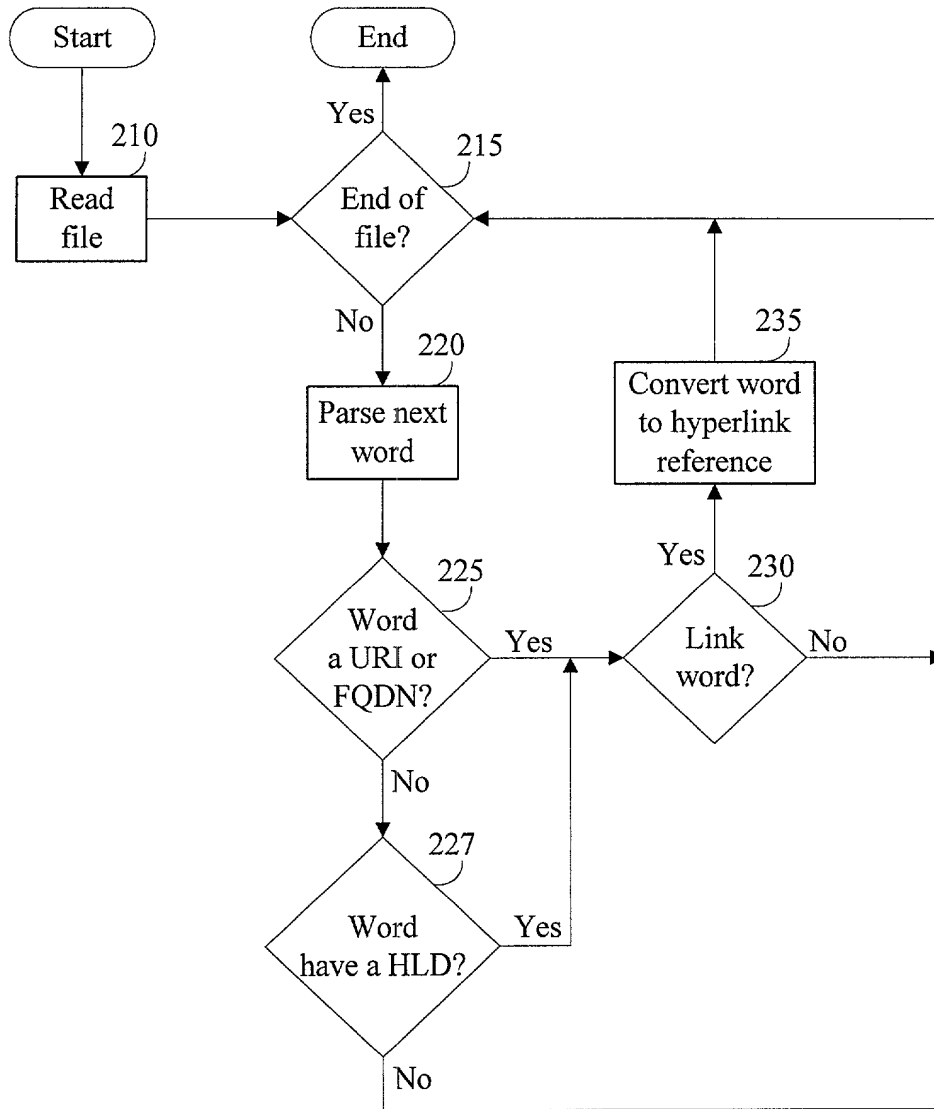 Start
End
Yes
210
215
Read
file
End of
file?
No
220
235
Parse next
word
Convert word
to hyperlink
reference
Yes
225
230
Word
a URI or
FQDN?
Yes
Link
word?
No
No
227
Word
have a HLD?
Yes
No